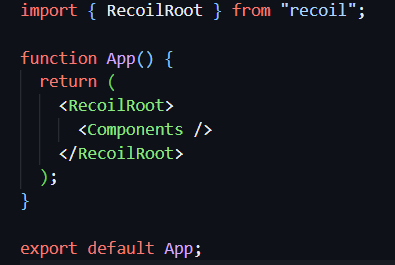 import { RecoilRoot } from "recoil";
function App() {
  return (
    <RecoilRoot>
      <Components />
    </RecoilRoot>
  );
}
export default App;